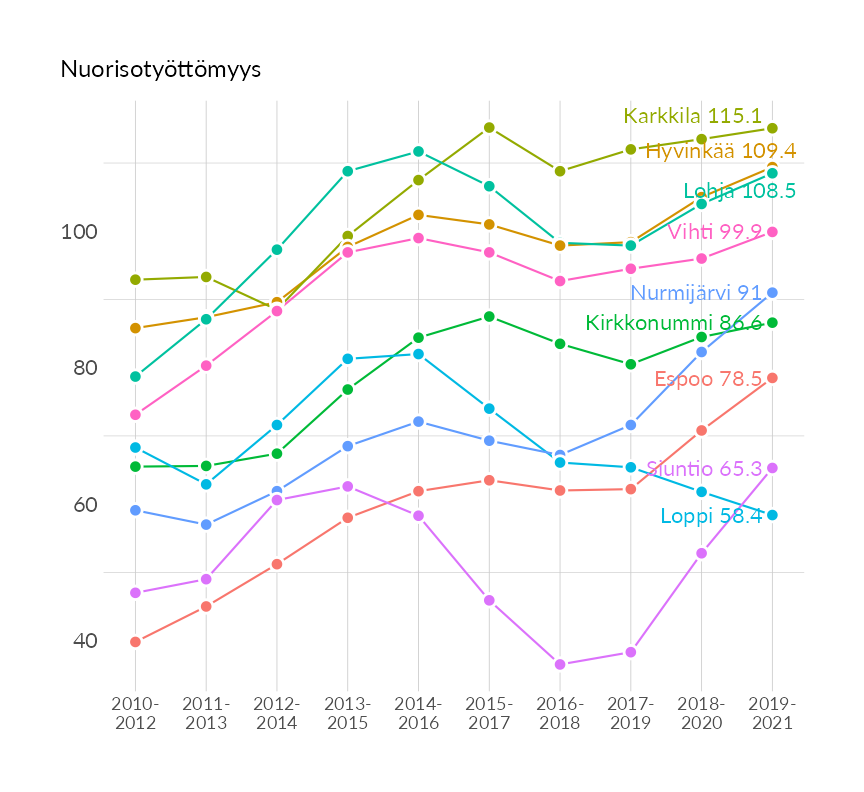 Nuorisotyöttömyys
Karkkila 115.1
Hyvinkää 109.4
Lohja 108.5
Vihti 99.9
Nurmijärvi 91
Kirkkonummi 86.6
Espoo 78.5
Siuntio 65.3
Loppi 58.4
100
80
60
40
2010-
2012
2011-
2013
2012-
2014
2013-
2015
2014-
2016
2015-
2017
2016-
2018
2017-
2019
2018-
2020
2019-
2021